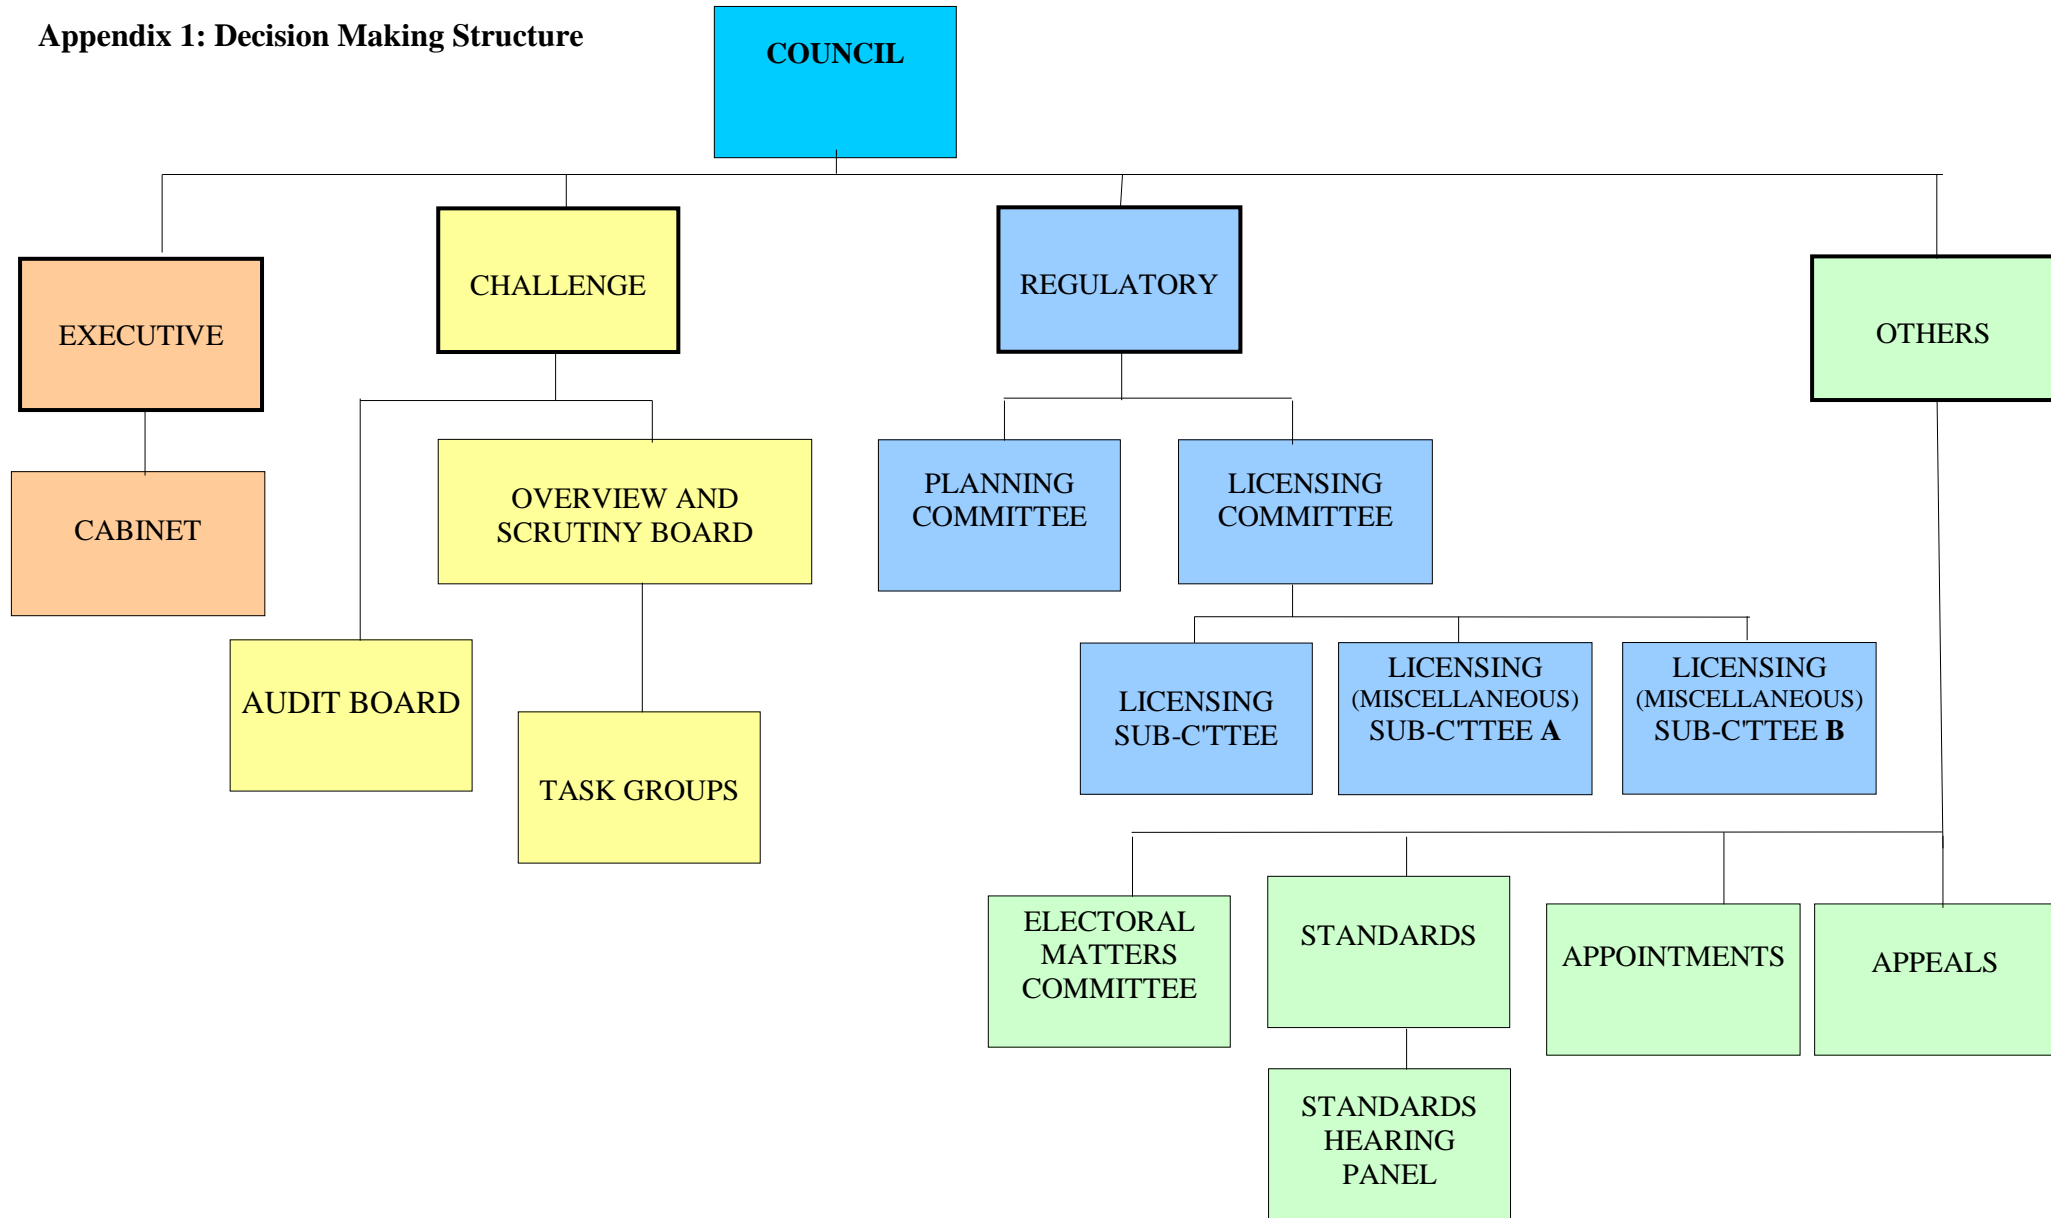 Appendix 1: Decision Making Structure
COUNCIL
EXECUTIVE
CHALLENGE
REGULATORY
OTHERS
CABINET
OVERVIEW AND
SCRUTINY BOARD
AUDIT BOARD
TASK GROUPS
PLANNING
COMMITTEE
LICENSING
COMMITTEE
LICENSING
SUB-C'TTEE
LICENSING
(MISCELLANEOUS)
SUB-C'TTEE A
LICENSING
(MISCELLANEOUS)
SUB-C'TTEE B
ELECTORAL
MATTERS
COMMITTEE
STANDARDS
APPOINTMENTS
APPEALS
STANDARDS
HEARING
PANEL